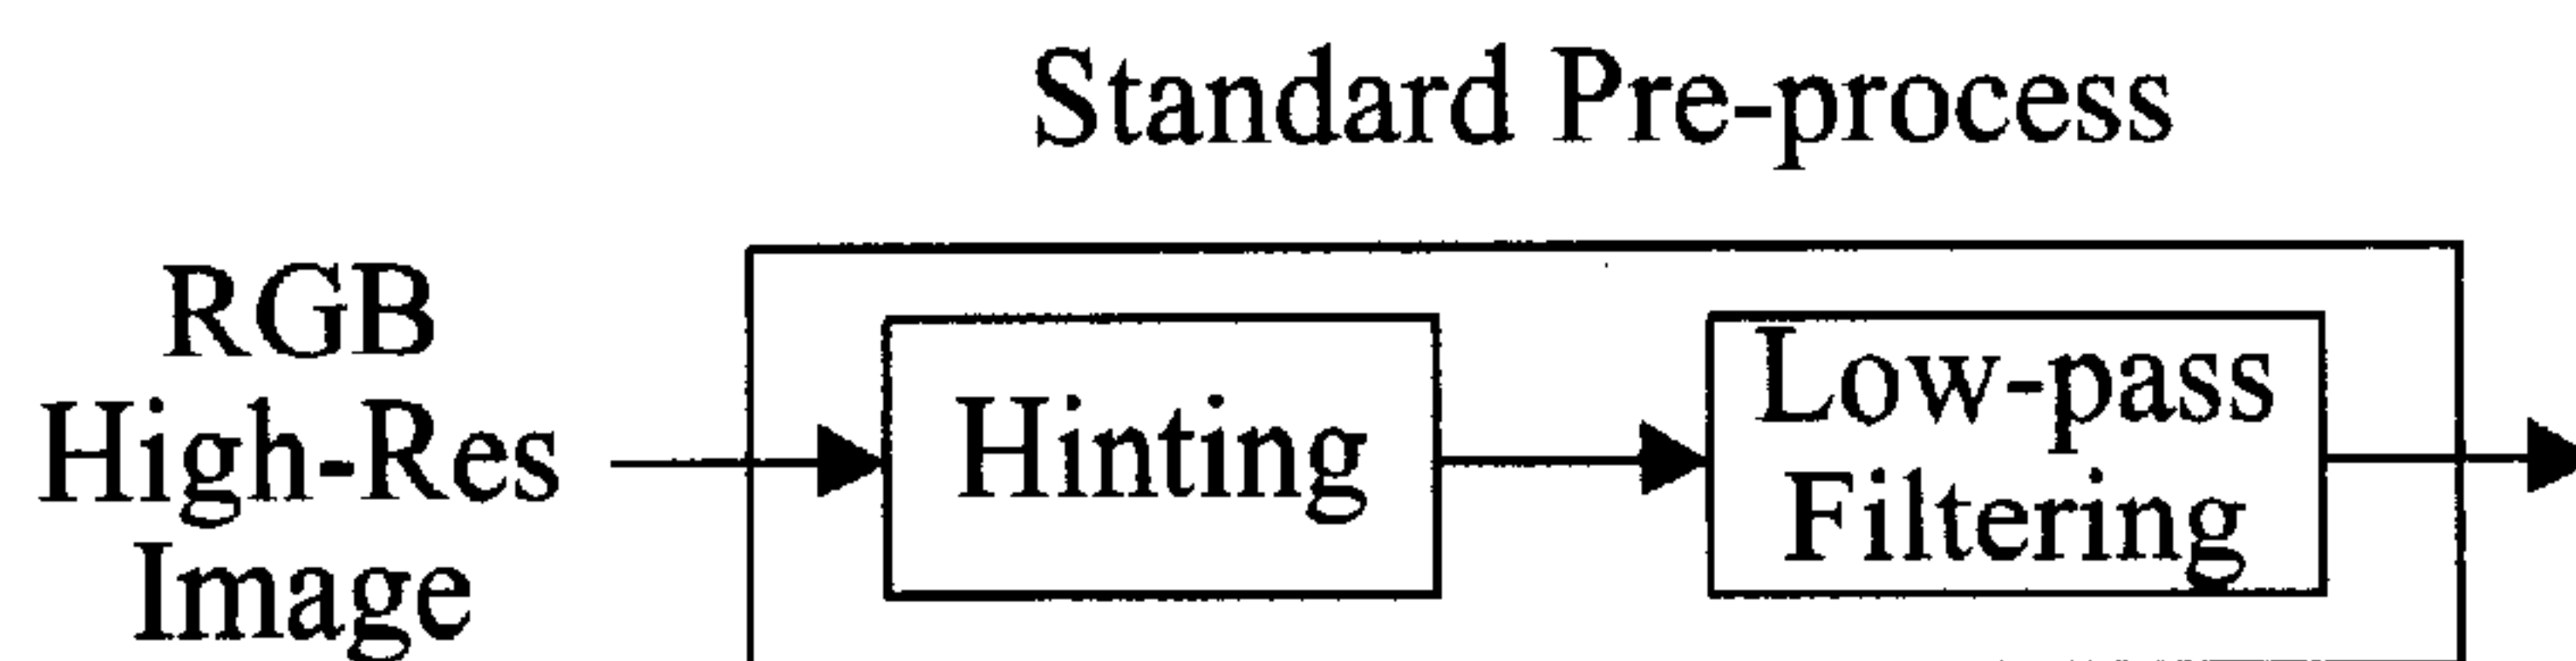 Standard Pre-process
RGB
High-Res
Image
Hinting
Low-pass
Filtering